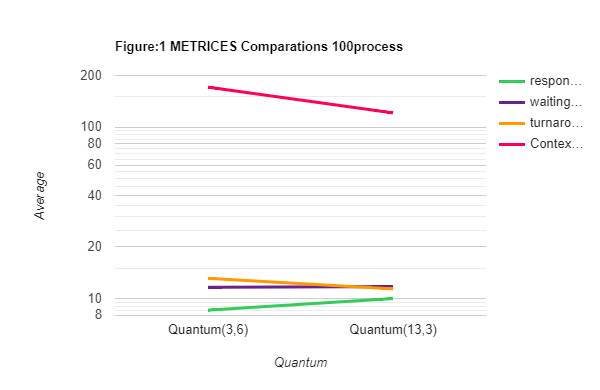 Figure:1 METRICES Comparations 100process
200
100
80
60
40
20
10
8
Average
Quantum(3,6)
Quantum(13,3)
Quantum
respon...
waiting...
turnaro...
Contex...